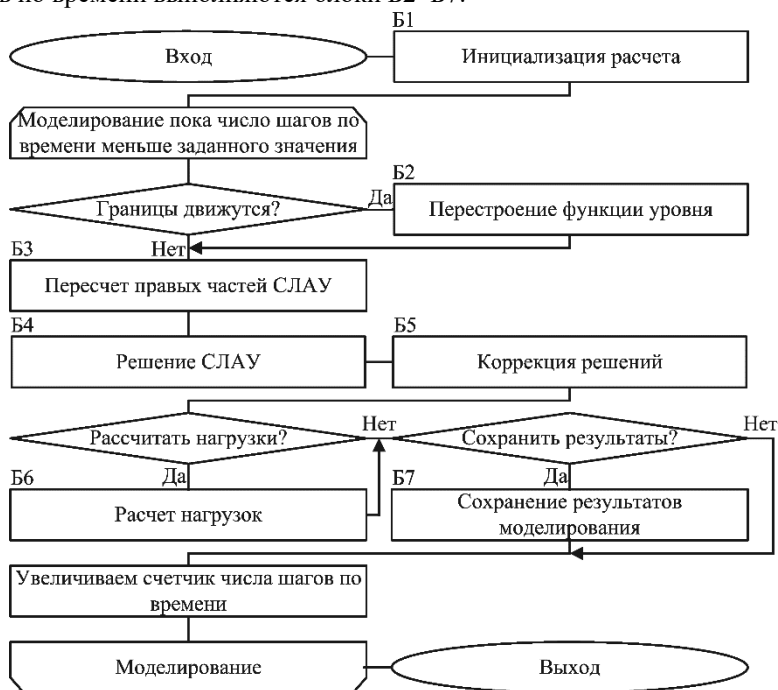 по времени выполняются блоки Б2–Б7.
Б1
Вход
Инициализация расчета
Моделирование пока число шагов по
времени меньше заданного значения
Б2
Границы движутся?
Да
Перестроение функции уровня
Б3
Нет
Пересчет правых частей СЛАУ
Б4
Б5
Решение СЛАУ
Коррекция решений
Рассчитать нагрузки?
Нет
Сохранить результаты?
Нет
Б6
Да
Б7
Да
Расчет нагрузок
Сохранение результатов
моделирования
Увеличиваем счетчик числа шагов по
времени
Моделирование
Выход